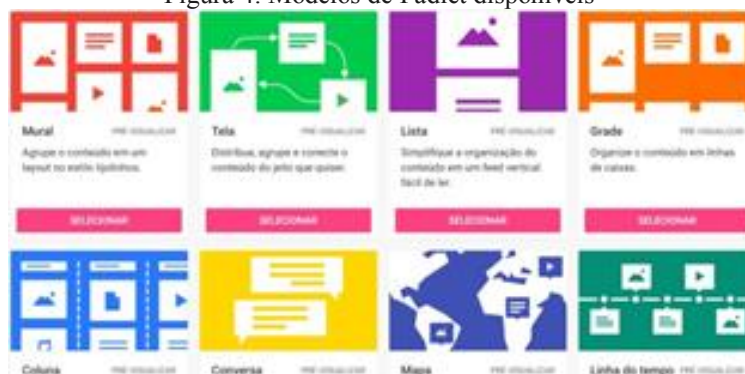 Figura 4: Modelos de Padlet disponíveis
Mural PRÉ-VISUALIZAR
Agrupe o conteúdo em um
layout no estilo tijolinhos.
SELECIONAR
Tela PRÉ-VISUALIZAR
Distribua, agrupe e conecte o
conteúdo do jeito que quiser.
SELECIONAR
Lista PRÉ-VISUALIZAR
Simplifique a organização do
conteúdo em um feed vertical
fácil de ler.
SELECIONAR
Grade PRÉ-VISUALIZAR
Organize o conteúdo em linhas
de caixas.
SELECIONAR
Coluna PRÉ-VISUALIZAR
Conversa PRÉ-VISUALIZAR
Mapa PRÉ-VISUALIZAR
Linha do tempo PRÉ-VISUALIZAR